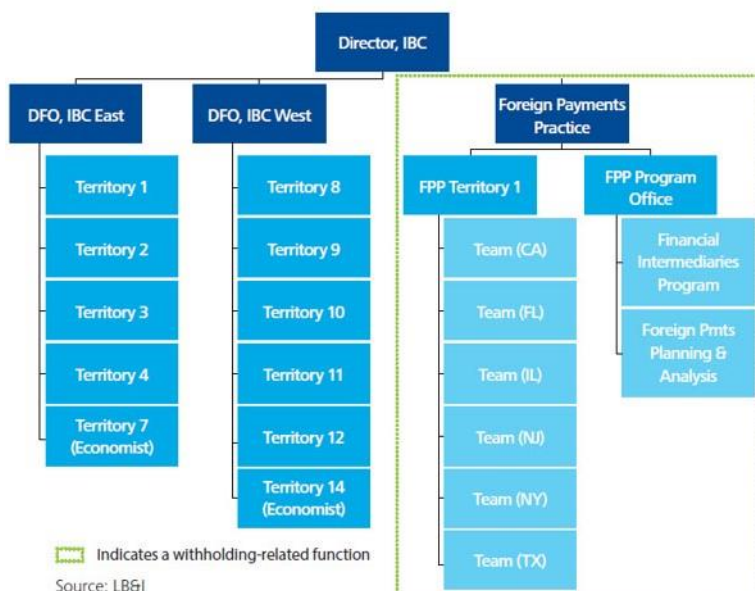 Director, IBC
DFO, IBC East
DFO, IBC West
Foreign Payments
Practice
Territory 1
Territory 2
Territory 3
Territory 4
Territory 7
(Economist)
Territory 8
Territory 9
Territory 10
Territory 11
Territory 12
Territory 14
(Economist)
FPP Territory 1
Team (CA)
Team (FL)
Team (IL)
Team (NJ)
Team (NY)
Team (TX)
FPP Program
Office
Financial
Intermediaries
Program
Foreign Pmts
Planning &
Analysis
Indicates a withholding-related function
Source: LB&I